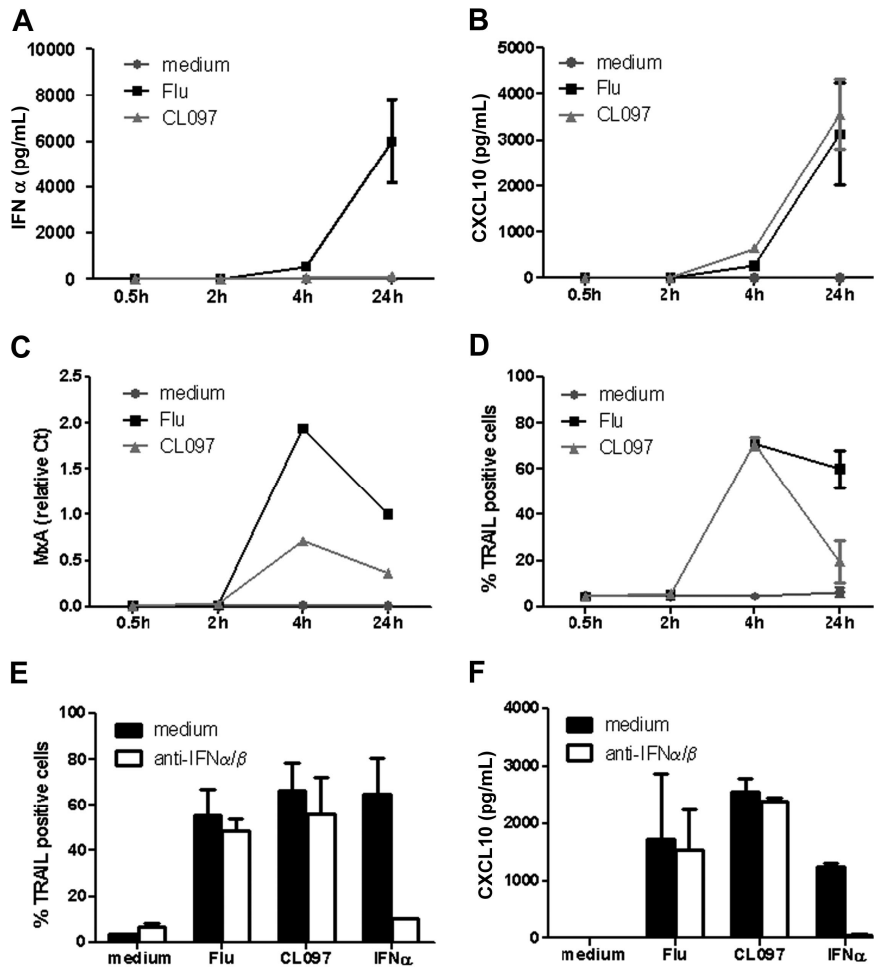 A
IFN α (pg/mL)
10000
8000
6000
4000
2000
0
medium
Flu
CL097
0.5h 2h 4h 24h
B
CXCL10 (pg/mL)
5000
4000
3000
2000
1000
0
medium
Flu
CL097
0.5h 2h 4h 24h
C
MxA (relative Ct)
2.5
2.0
1.5
1.0
0.5
0.0
medium
Flu
CL097
0.5h 2h 4h 24h
D
% TRAIL positive cells
100
80
60
40
20
0
medium
Flu
CL097
0.5h 2h 4h 24h
E
% TRAIL positive cells
100
80
60
40
20
0
medium
anti-IFNα/β
medium Flu CL097 IFNα
F
CXCL10 (pg/mL)
4000
3000
2000
1000
0
medium
anti-IFNα/β
medium Flu CL097 IFNα